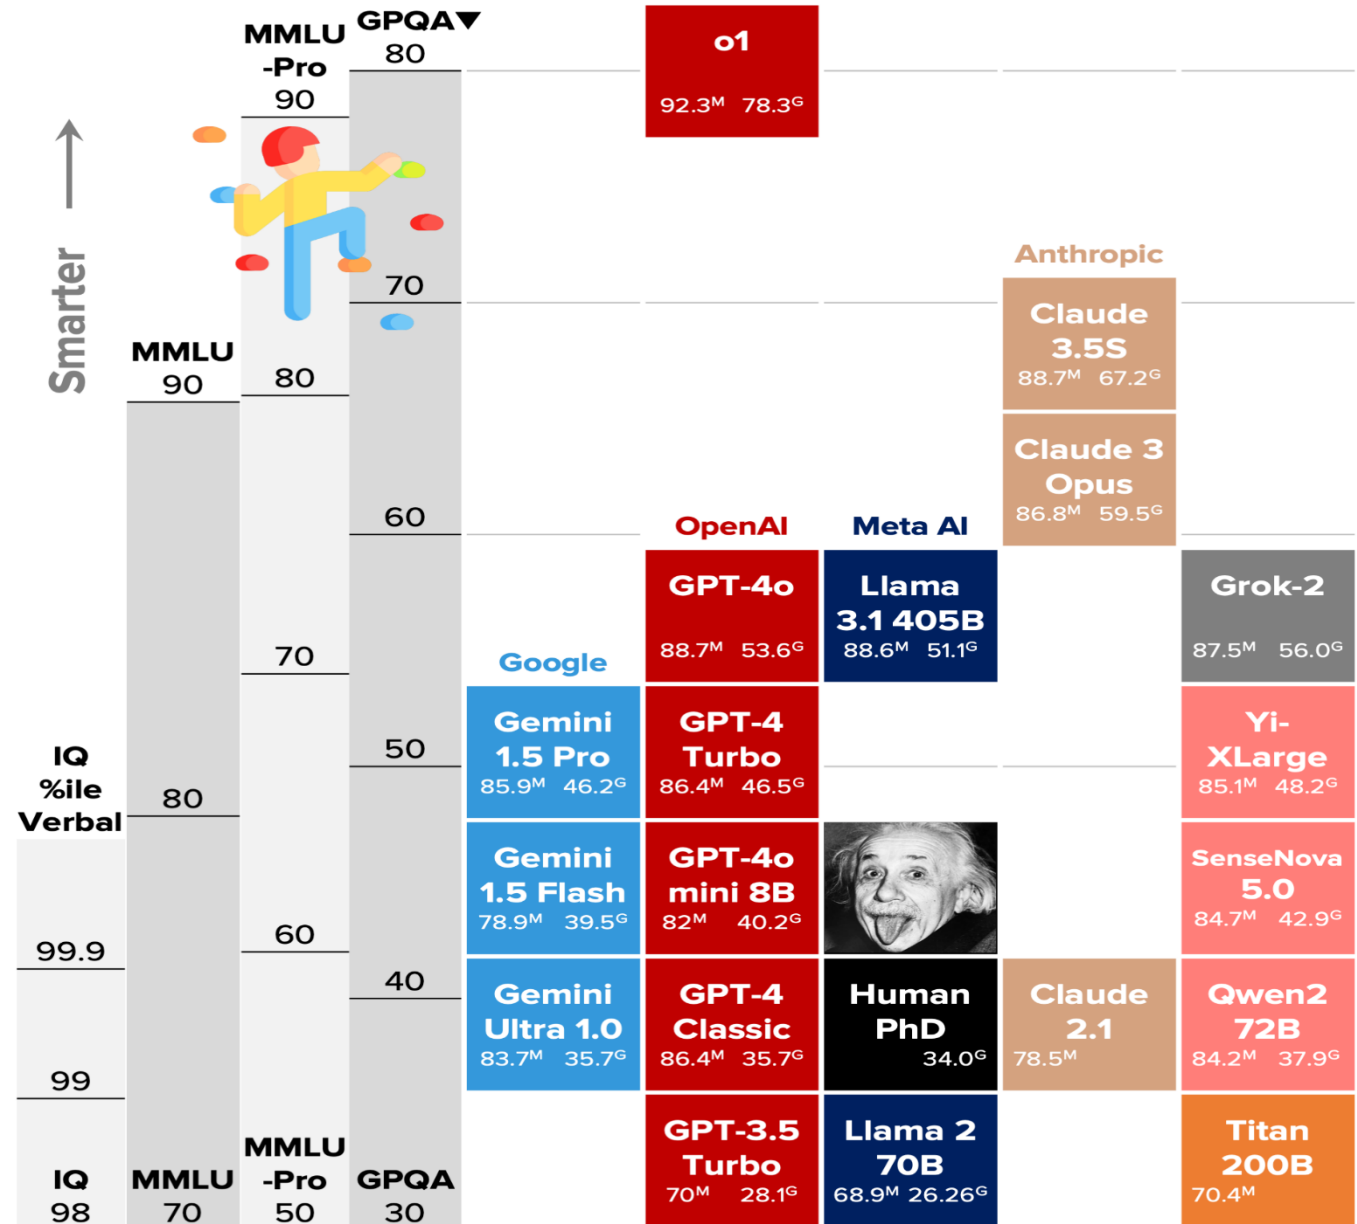 GPQA▼
80
MMLU
-Pro
90
o1
92.3ᴹ 78.3ᴳ
Smarter
Anthropic
70
Claude
3.5S
88.7ᴹ 67.2ᴳ
MMLU
90
80
Claude 3
Opus
86.8ᴹ 59.5ᴳ
60
OpenAI
Meta AI
GPT-4o
88.7ᴹ 53.6ᴳ
Llama
3.1 405B
88.6ᴹ 51.1ᴳ
Grok-2
87.5ᴹ 56.0ᴳ
70
Google
Gemini
1.5 Pro
85.9ᴹ 46.2ᴳ
GPT-4
Turbo
86.4ᴹ 46.5ᴳ
Yi-
XLarge
85.1ᴹ 48.2ᴳ
50
IQ
%ile
Verbal
80
Gemini
1.5 Flash
78.9ᴹ 39.5ᴳ
GPT-4o
mini 8B
82ᴹ 40.2ᴳ
SenseNova
5.0
84.7ᴹ 42.9ᴳ
99.9
60
40
Gemini
Ultra 1.0
83.7ᴹ 35.7ᴳ
GPT-4
Classic
86.4ᴹ 35.7ᴳ
Human
PhD
34.0ᴳ
Claude
2.1
78.5ᴹ
Qwen2
72B
84.2ᴹ 37.9ᴳ
99
GPT-3.5
Turbo
70ᴹ 28.1ᴳ
Llama 2
70B
68.9ᴹ 26.26ᴳ
Titan
200B
70.4ᴹ
IQ
98
MMLU
70
MMLU
-Pro
50
GPQA
30